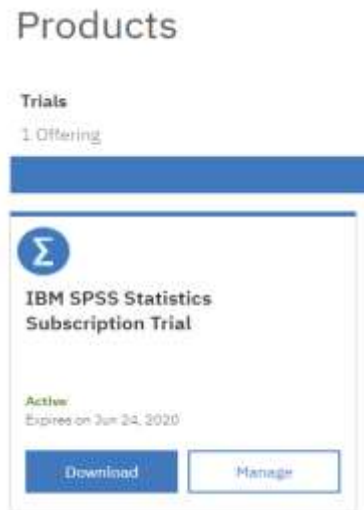 Products
Trials
1 Offering
Σ
IBM SPSS Statistics
Subscription Trial
Active
Expires on Jun 24, 2020
Download
Manage